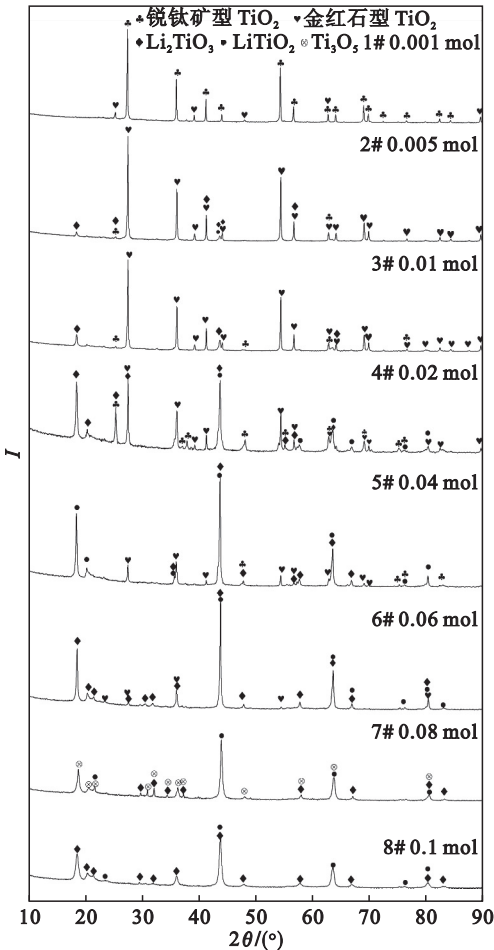 ♣锐钛矿型 TiO₂ ♥金红石型 TiO₂
♦Li₂TiO₃ • LiTiO₂ ⊗ Ti₃O₅ 1# 0.001 mol
2# 0.005 mol
3# 0.01 mol
4# 0.02 mol
5# 0.04 mol
6# 0.06 mol
7# 0.08 mol
8# 0.1 mol
I
10 20 30 40 50 60 70 80 90
2θ/(°)